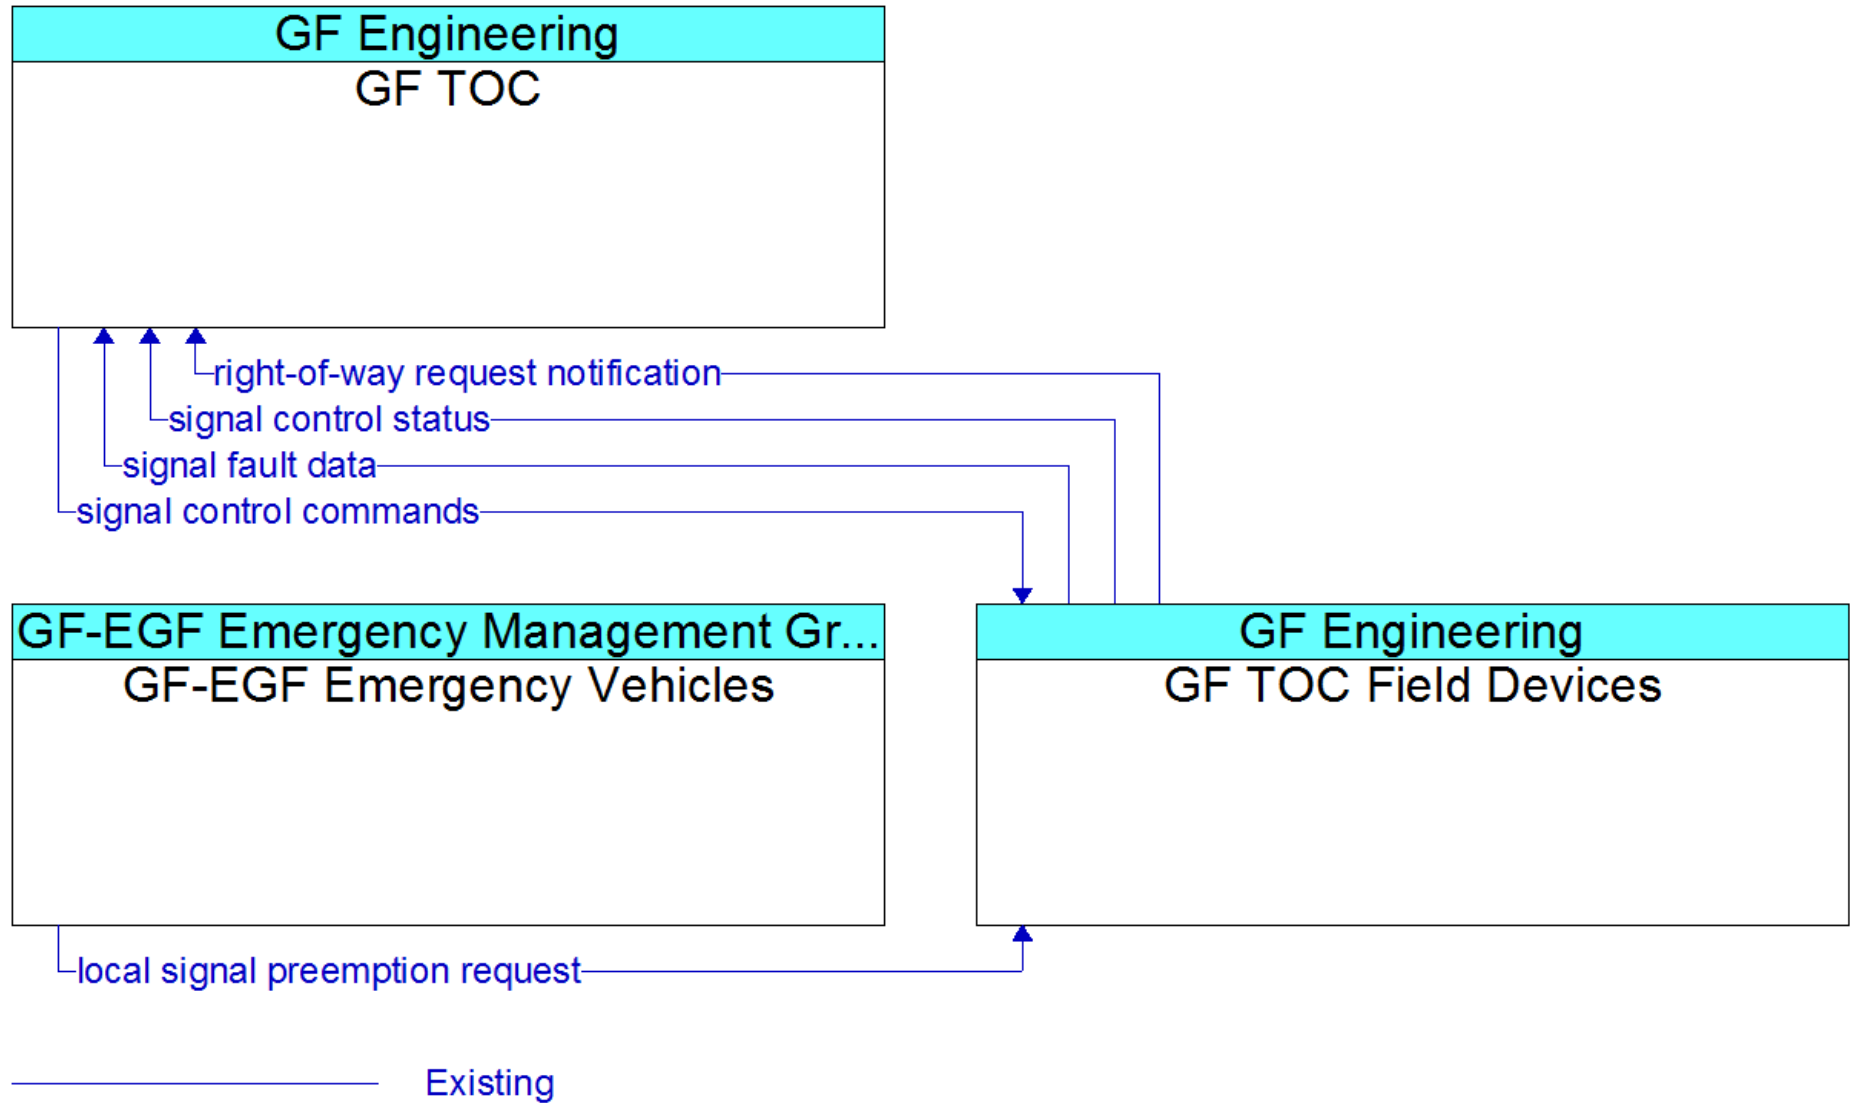 GF Engineering
GF TOC
right-of-way request notification
signal control status
signal fault data
signal control commands
GF-EGF Emergency Management Gr...
GF-EGF Emergency Vehicles
GF Engineering
GF TOC Field Devices
local signal preemption request
Existing